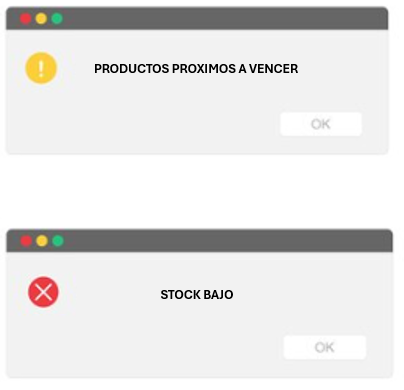 PRODUCTOS PROXIMOS A VENCER
OK
STOCK BAJO
OK